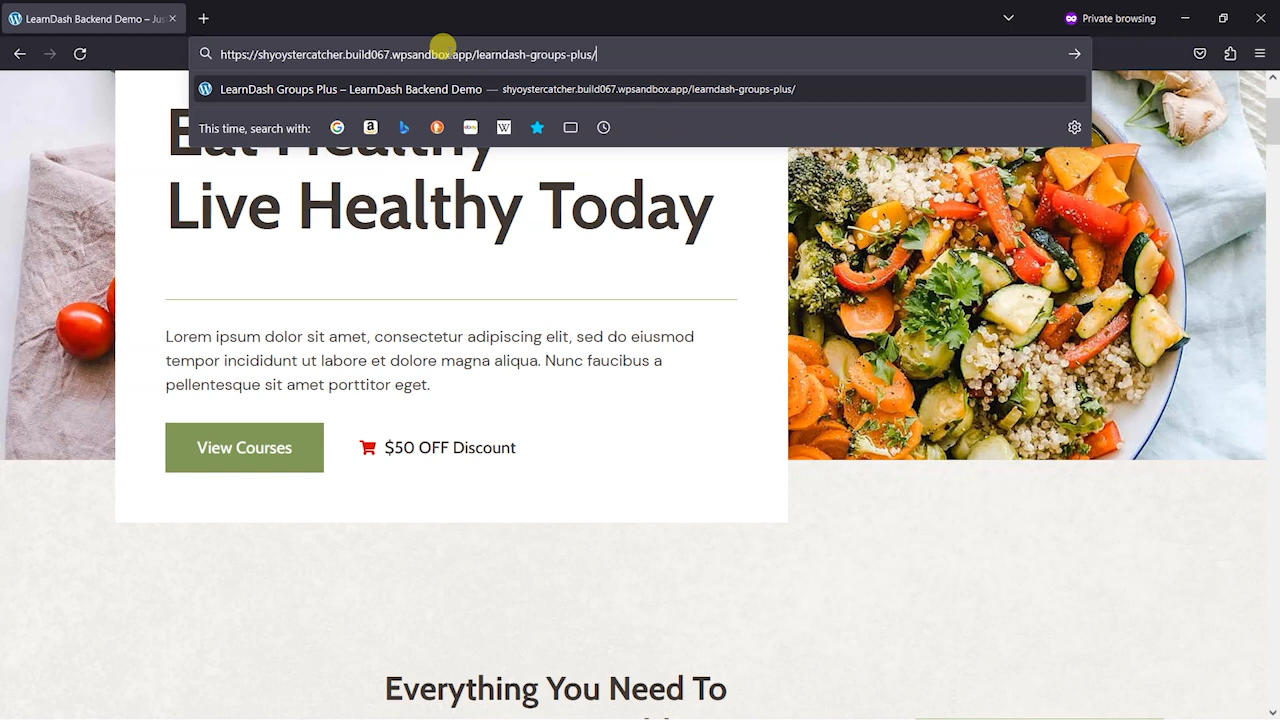 LearnDash Backend Demo – Jus
Private browsing
https://shyoystercatcher.build067.wpsandbox.app/learndash-groups-plus/
LearnDash Groups Plus – LearnDash Backend Demo — shyoystercatcher.build067.wpsandbox.app/learndash-groups-plus/
This time, search with:
Eat Healthy
Live Healthy Today
Lorem ipsum dolor sit amet, consectetur adipiscing elit, sed do eiusmod
tempor incididunt ut labore et dolore magna aliqua. Nunc faucibus a
pellentesque sit amet porttitor eget.
View Courses
$50 OFF Discount
Everything You Need To